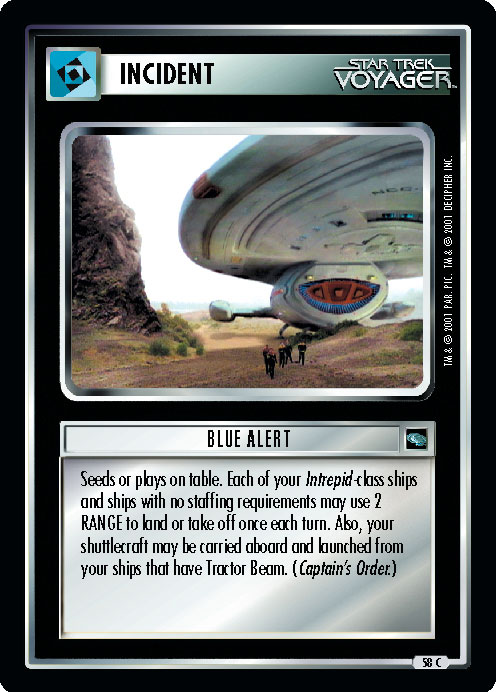 INCIDENT
STAR TREK
VOYAGER™
NCC
TM & © 2001 PAR. PIC. TM & © 2001 DECIPHER INC.
BLUE ALERT
Seeds or plays on table. Each of your Intrepid-class ships
and ships with no staffing requirements may use 2
RANGE to land or take off once each turn. Also, your
shuttlecraft may be carried aboard and launched from
your ships that have Tractor Beam. (Captain's Order.)
58 C